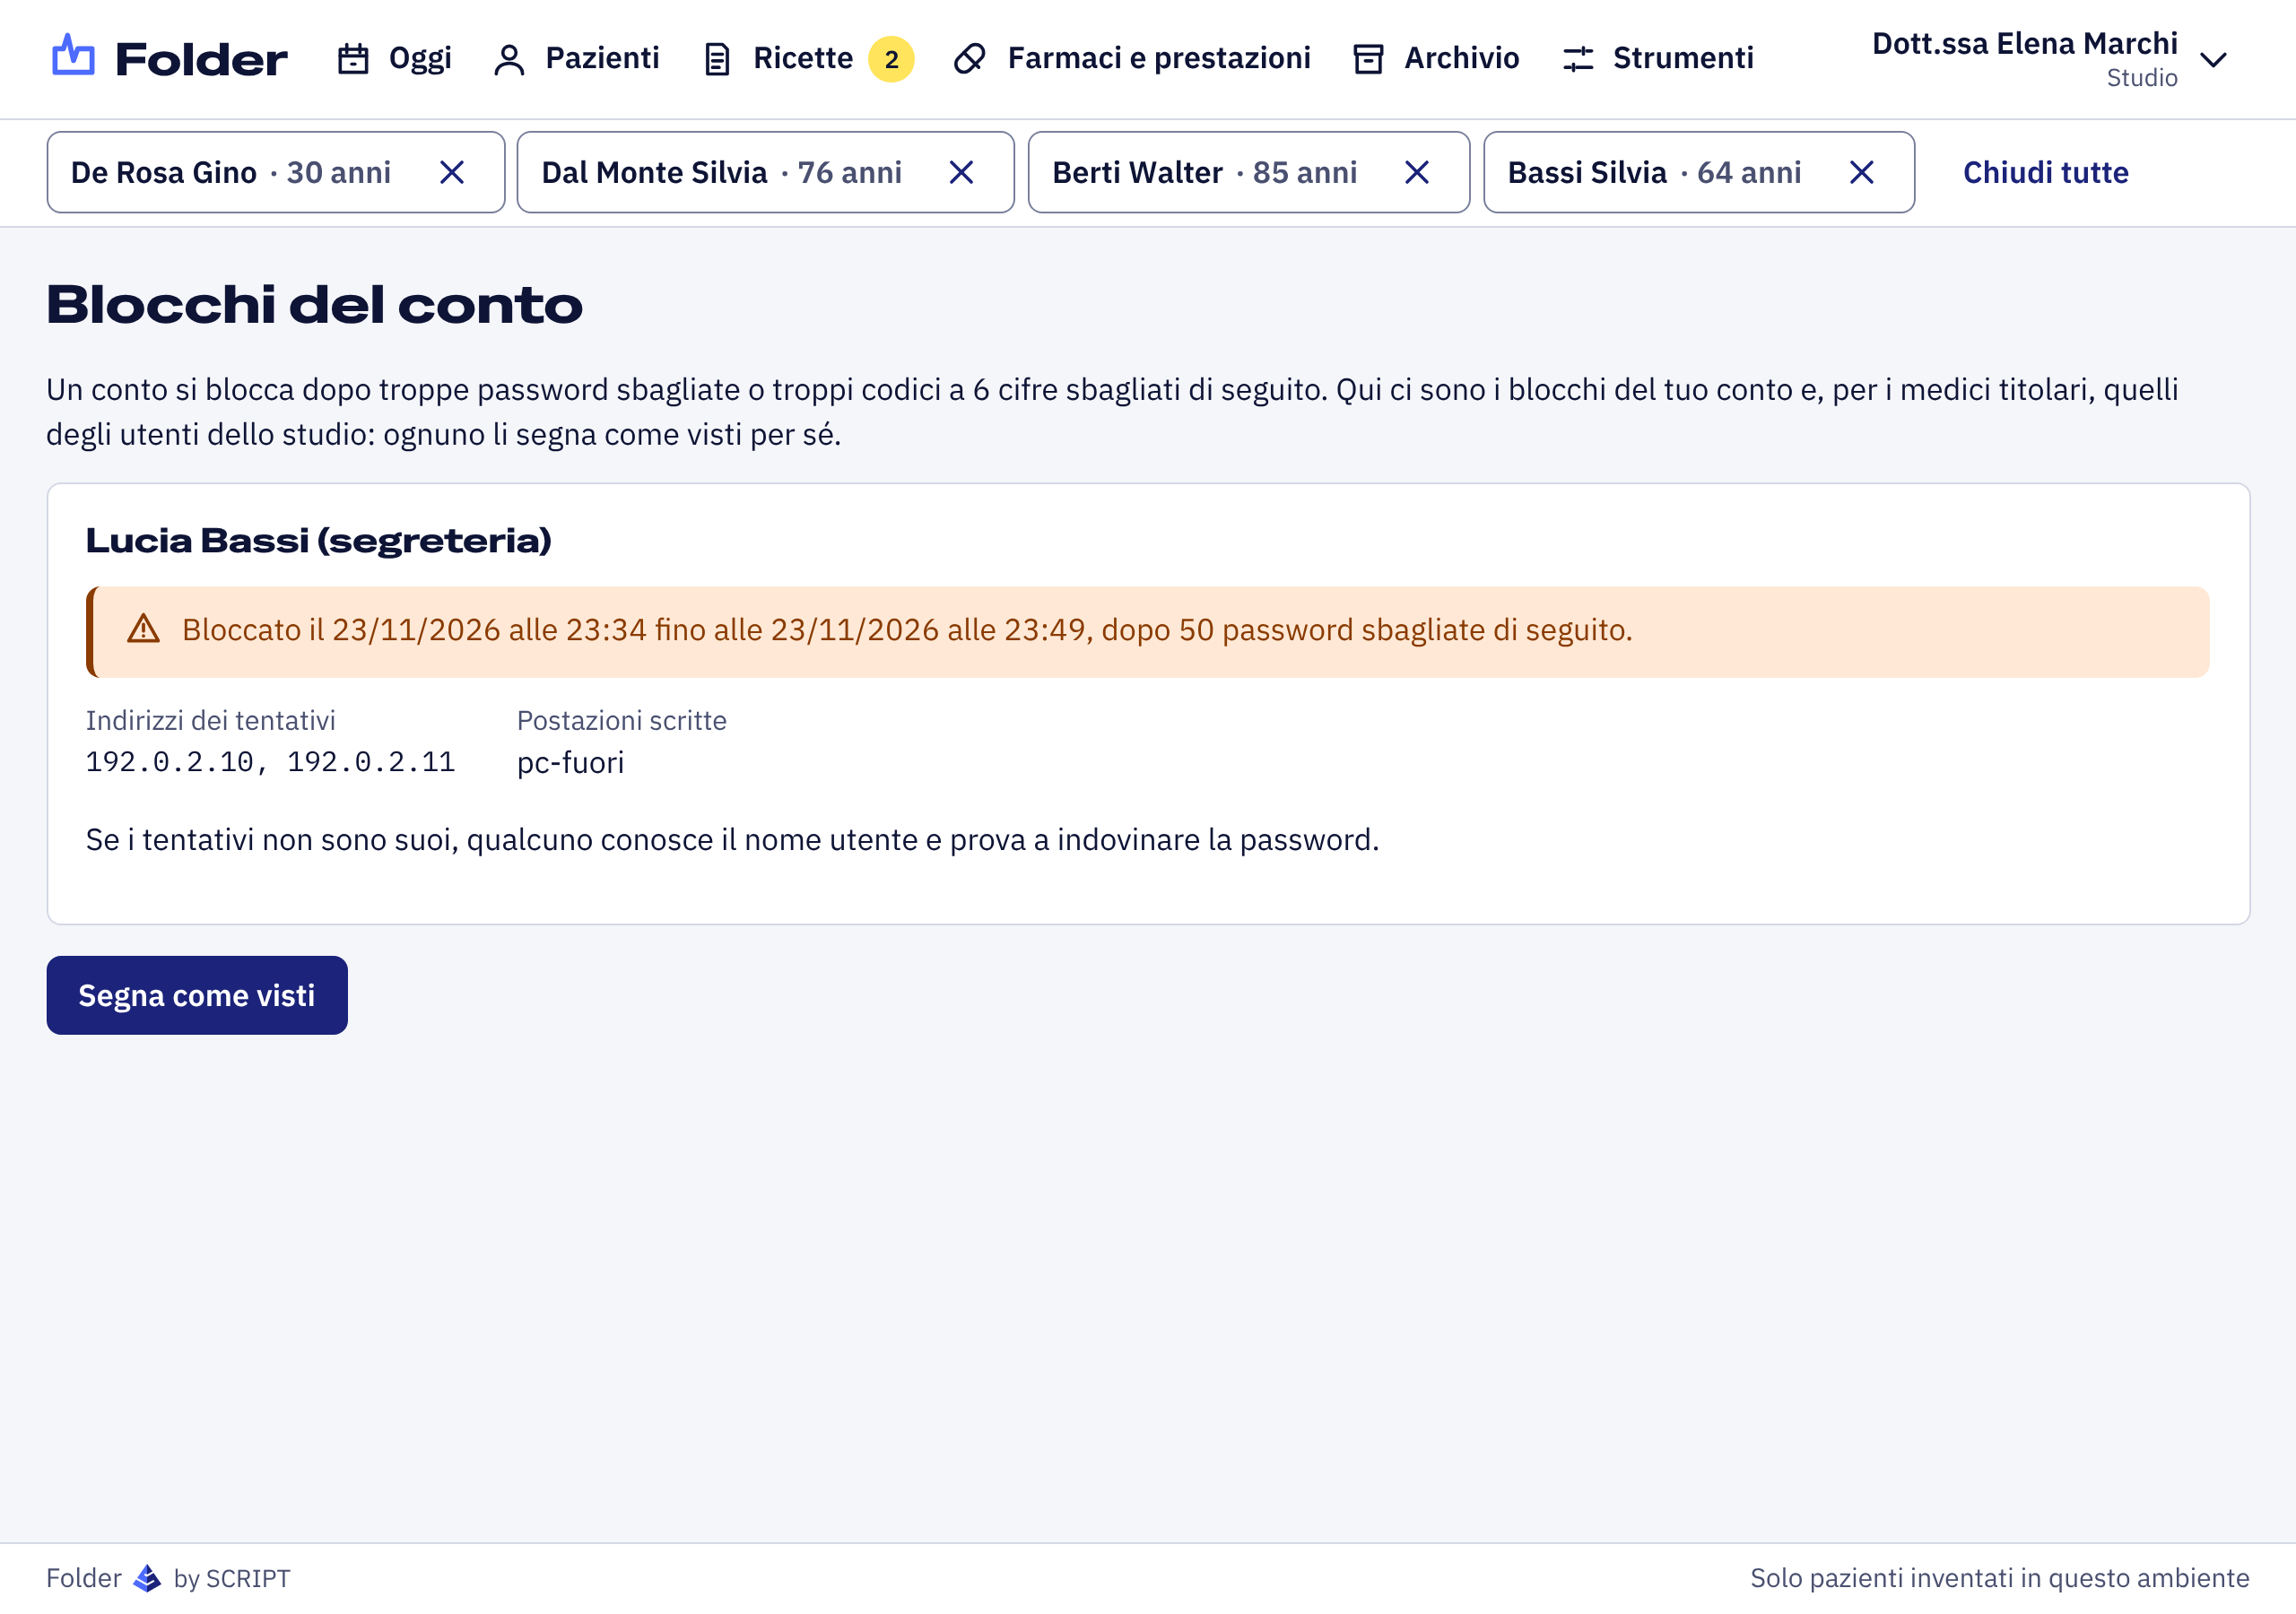 Folder
Oggi
Pazienti
Ricette 2
Farmaci e prestazioni
Archivio
Strumenti
Dott.ssa Elena Marchi
Studio
De Rosa Gino · 30 anni
Dal Monte Silvia · 76 anni
Berti Walter · 85 anni
Bassi Silvia · 64 anni
Chiudi tutte
Blocchi del conto
Un conto si blocca dopo troppe password sbagliate o troppi codici a 6 cifre sbagliati di seguito. Qui ci sono i blocchi del tuo conto e, per i medici titolari, quelli
degli utenti dello studio: ognuno li segna come visti per sé.
Lucia Bassi (segreteria)
Bloccato il 23/11/2026 alle 23:34 fino alle 23/11/2026 alle 23:49, dopo 50 password sbagliate di seguito.
Indirizzi dei tentativi
192.0.2.10, 192.0.2.11
Postazioni scritte
pc-fuori
Se i tentativi non sono suoi, qualcuno conosce il nome utente e prova a indovinare la password.
Segna come visti
Folder by SCRIPT
Solo pazienti inventati in questo ambiente